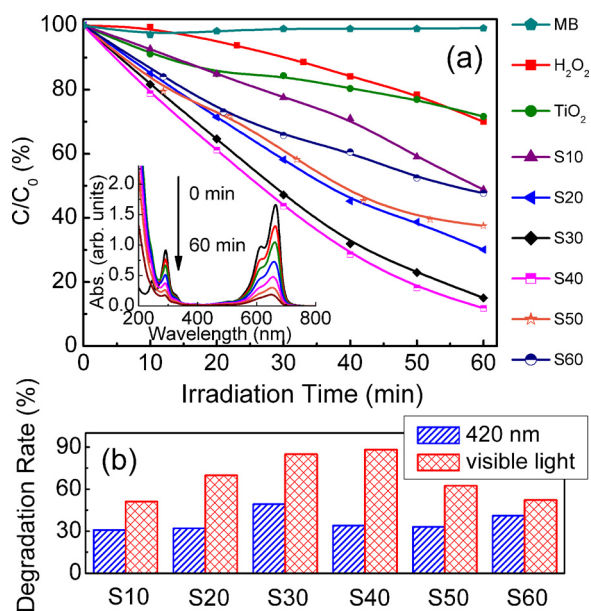 100
80
60
40
20
0
C/C₀ (%)
(a)
MB
H₂O₂
TiO₂
S10
S20
S30
S40
S50
S60
2.0
1.5
1.0
0.5
0.0
Abs. (arb. units)
0 min
60 min
200 400 600 800
Wavelength (nm)
0 10 20 30 40 50 60
Irradiation Time (min)
Degradation Rate (%)
90
60
30
0
(b)
420 nm
visible light
S10 S20 S30 S40 S50 S60